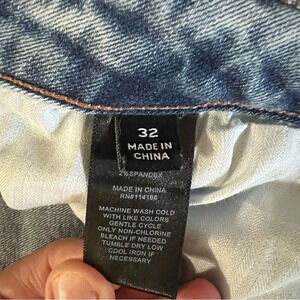 32
MADE IN
CHINA
2% SPANDEX
MADE IN CHINA
RN#114186
MACHINE WASH COLD
WITH LIKE COLORS
GENTLE CYCLE
ONLY NON-CHLORINE
BLEACH IF NEEDED
TUMBLE DRY LOW
COOL IRON IF
NECESSARY